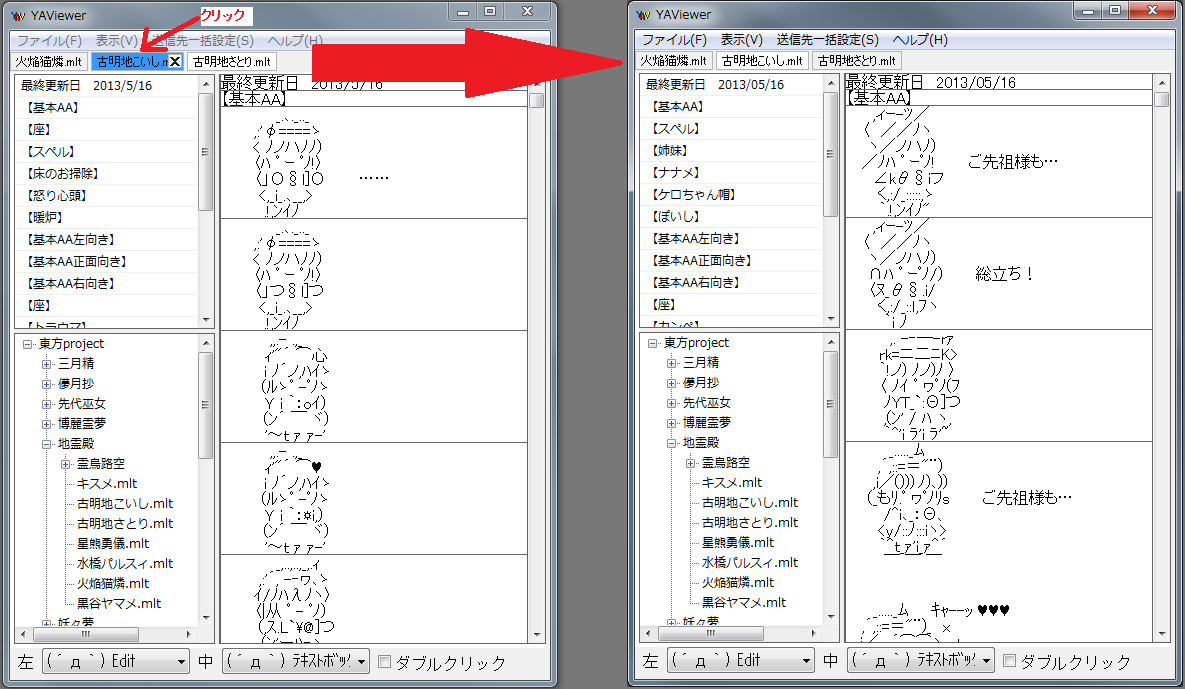 YAViewer
クリック
ファイル(F) 表示(V) 送信先一括設定(S) ヘルプ(H)
火焔猫燐.mlt 古明地こいし.m 古明地さとり.mlt
最終更新日 2013/5/16
【基本AA】
【座】
【スペル】
【床のお掃除】
【怒り心頭】
【暖炉】
【基本AA左向き】
【基本AA正面向き】
【基本AA右向き】
【座】
【トラウマ】
東方project
三月精
儚月抄
先代巫女
博麗霊夢
地霊殿
霊烏路空
キスメ.mlt
古明地こいし.mlt
古明地さとり.mlt
星熊勇儀.mlt
水橋パルスィ.mlt
火焔猫燐.mlt
黒谷ヤマメ.mlt
妖々夢
最終更新日 2013/5/16
【基本AA】
……
左 (´д｀) Edit 中 (´д｀) ﾃｷｽﾄﾎﾞｯｸﾞ ダブルクリック
YAViewer
ファイル(F) 表示(V) 送信先一括設定(S) ヘルプ(H)
火焔猫燐.mlt 古明地こいし.mlt 古明地さとり.mlt
最終更新日 2013/05/16
【基本AA】
【スペル】
【姉妹】
【ナナメ】
【ケロちゃん帽】
【ぽいし】
【基本AA左向き】
【基本AA正面向き】
【基本AA右向き】
【座】
【カンペ】
東方project
三月精
儚月抄
先代巫女
博麗霊夢
地霊殿
霊烏路空
キスメ.mlt
古明地こいし.mlt
古明地さとり.mlt
星熊勇儀.mlt
水橋パルスィ.mlt
火焔猫燐.mlt
黒谷ヤマメ.mlt
妖々夢
最終更新日 2013/05/16
【基本AA】
ご先祖様も…
総立ち！
ご先祖様も…
ｷｬｰｰｯ♥♥♥
左 (´д｀) Edit 中 (´д｀) ﾃｷｽﾄﾎﾞｯｸﾞ ダブルクリック